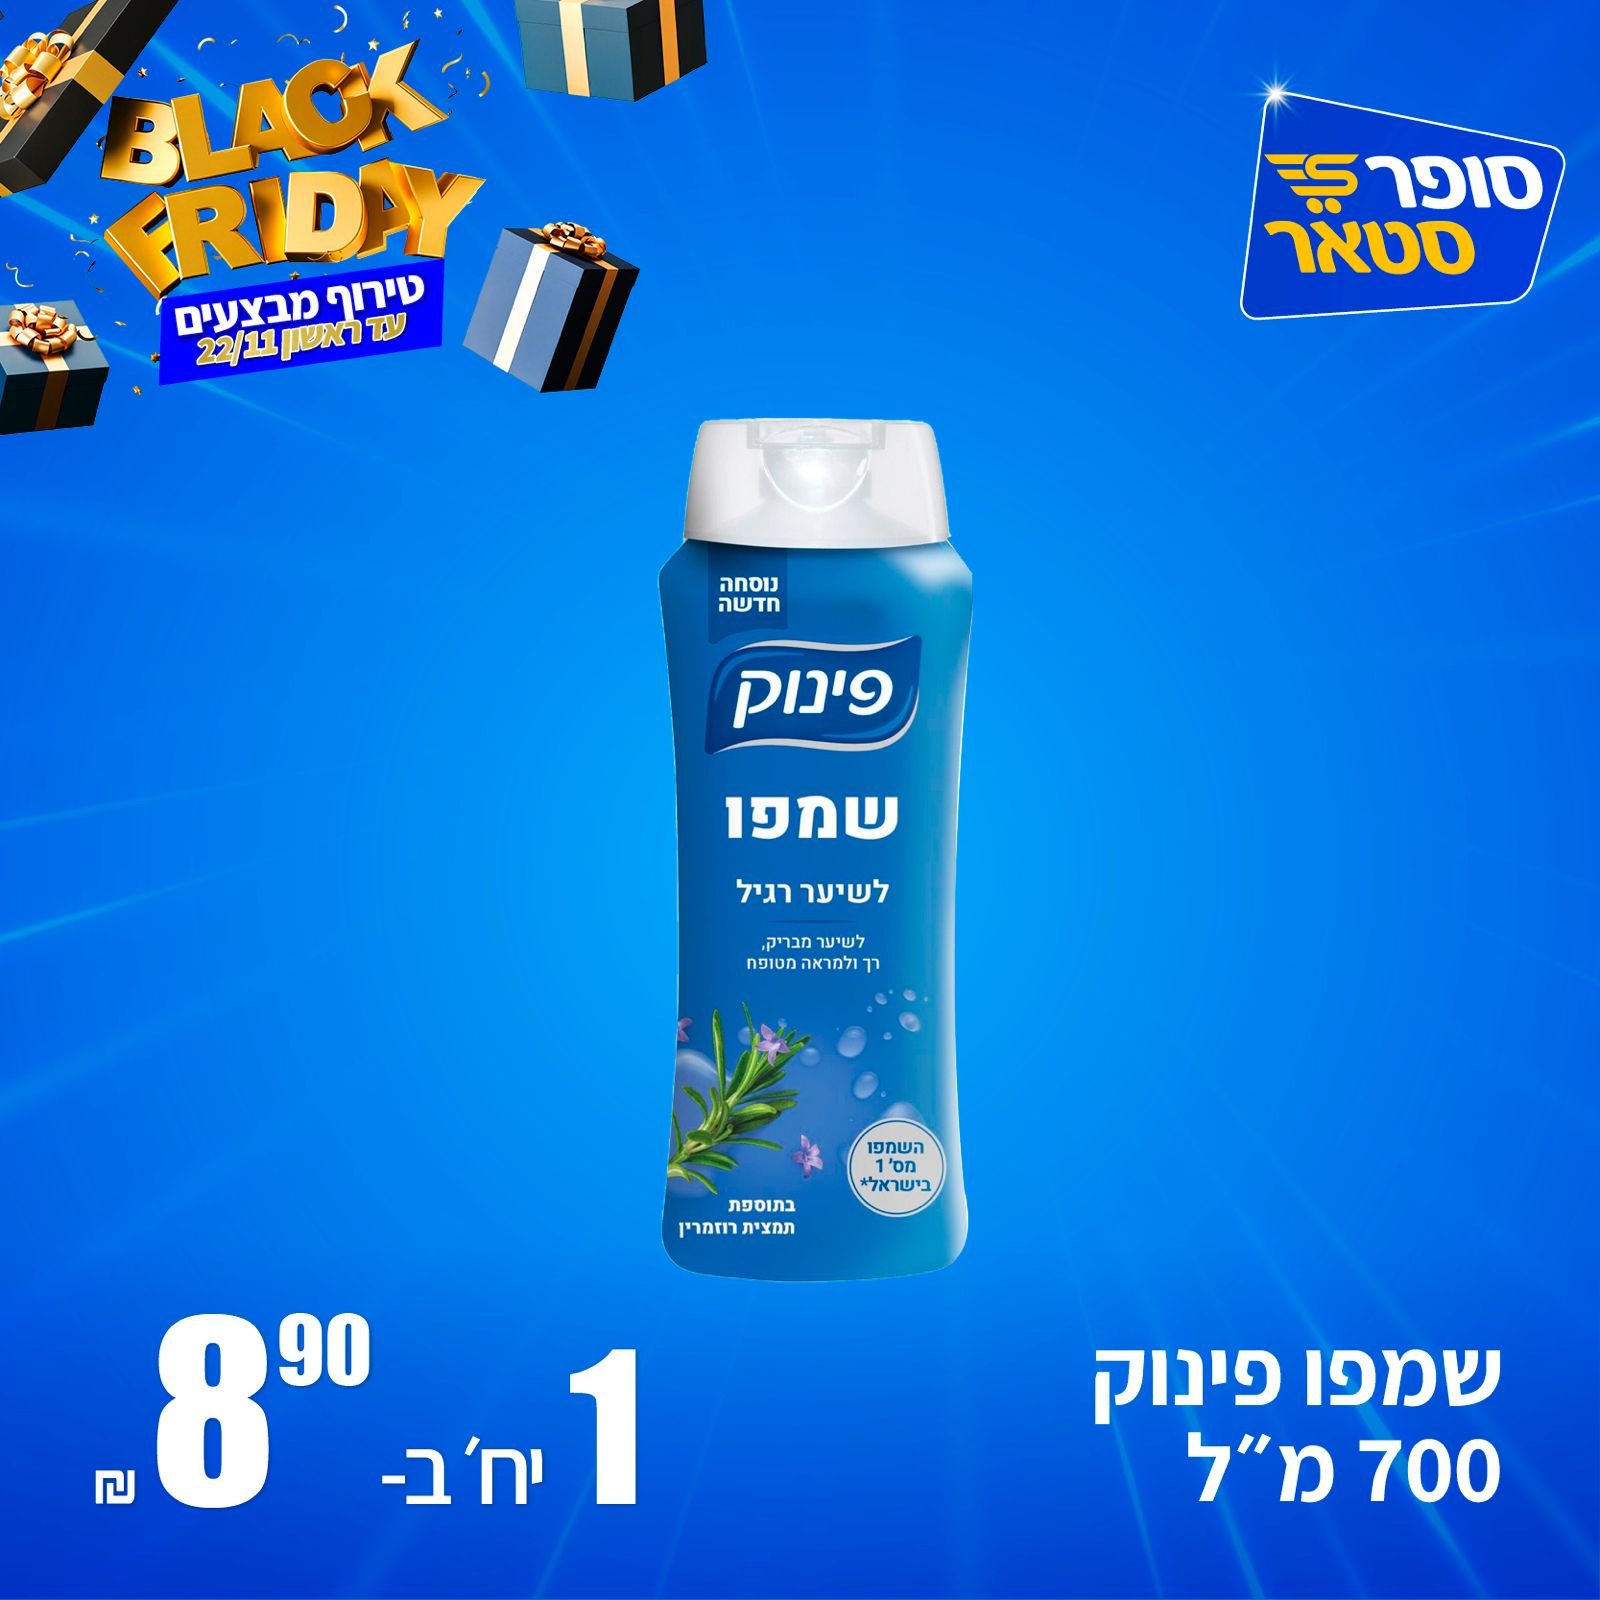 BLACK
FRIDAY
טירוף מבצעים
עד ראשון 22/11
סופר
סטאר
נוסחה
חדשה
פינוק
שמפו
לשיער רגיל
לשיער מבריק,
רך ולמראה מטופח
השמפו
מס' 1
בישראל*
בתוספת
תמצית רוזמרין
שמפו פינוק
700 מ״ל
1 יח׳ ב- 8.90 ₪